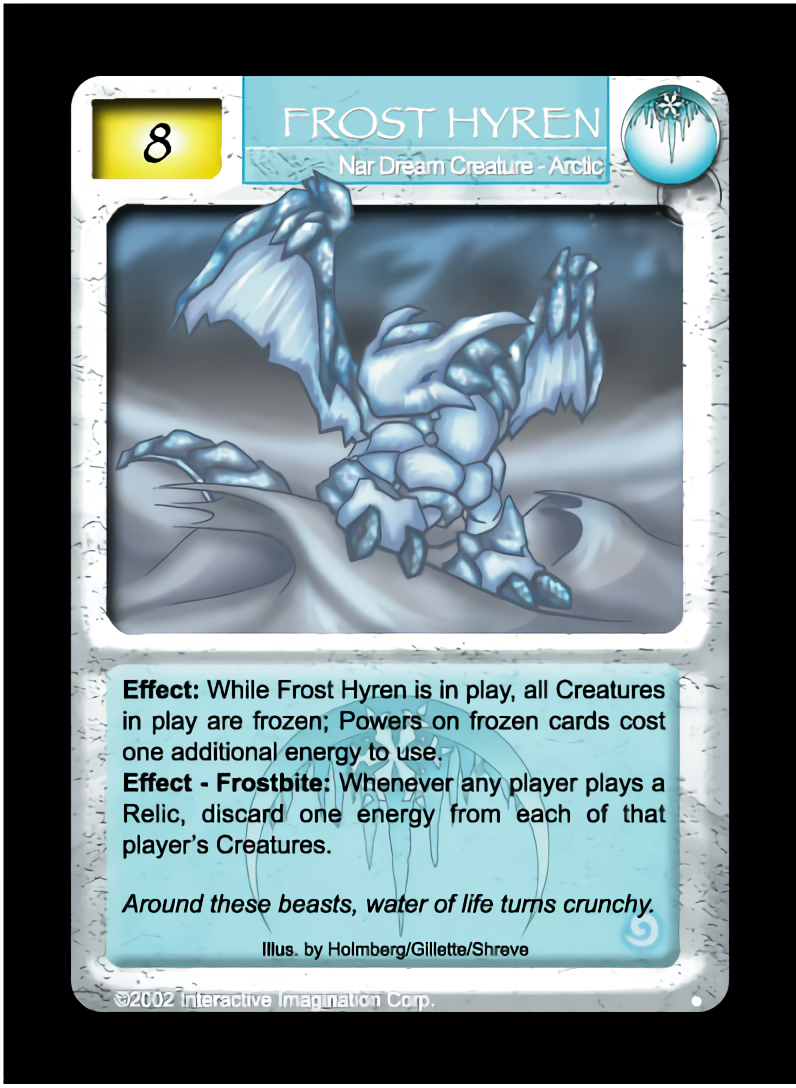 8
FROST HYREN
Nar Dream Creature - Arctic
Effect: While Frost Hyren is in play, all Creatures
in play are frozen; Powers on frozen cards cost
one additional energy to use.
Effect - Frostbite: Whenever any player plays a
Relic, discard one energy from each of that
player's Creatures.
Around these beasts, water of life turns crunchy.
Illus. by Holmberg/Gillette/Shreve
©2002 Interactive Imagination Corp.